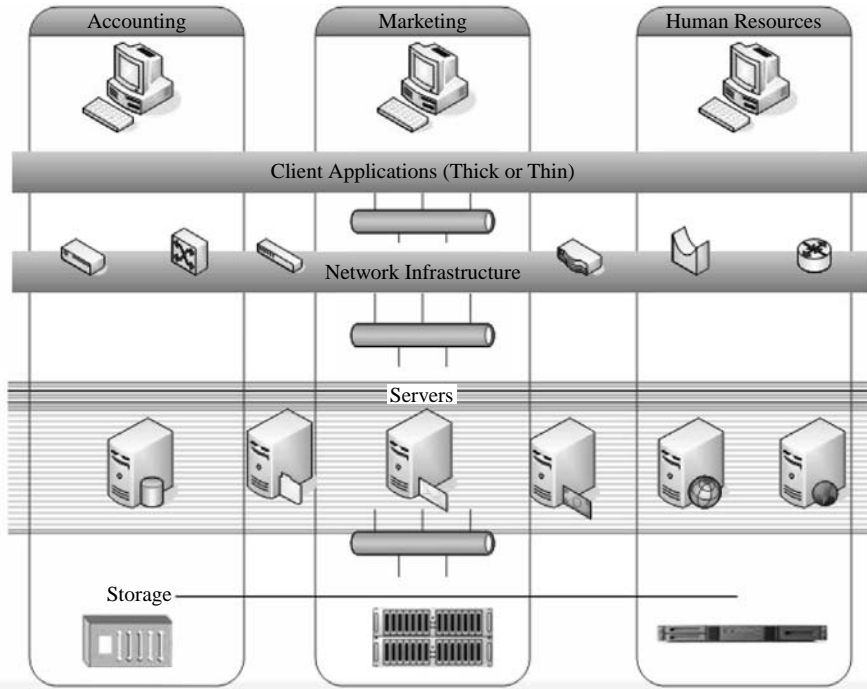 Accounting
Marketing
Human Resources
Client Applications (Thick or Thin)
Network Infrastructure
Servers
Storage